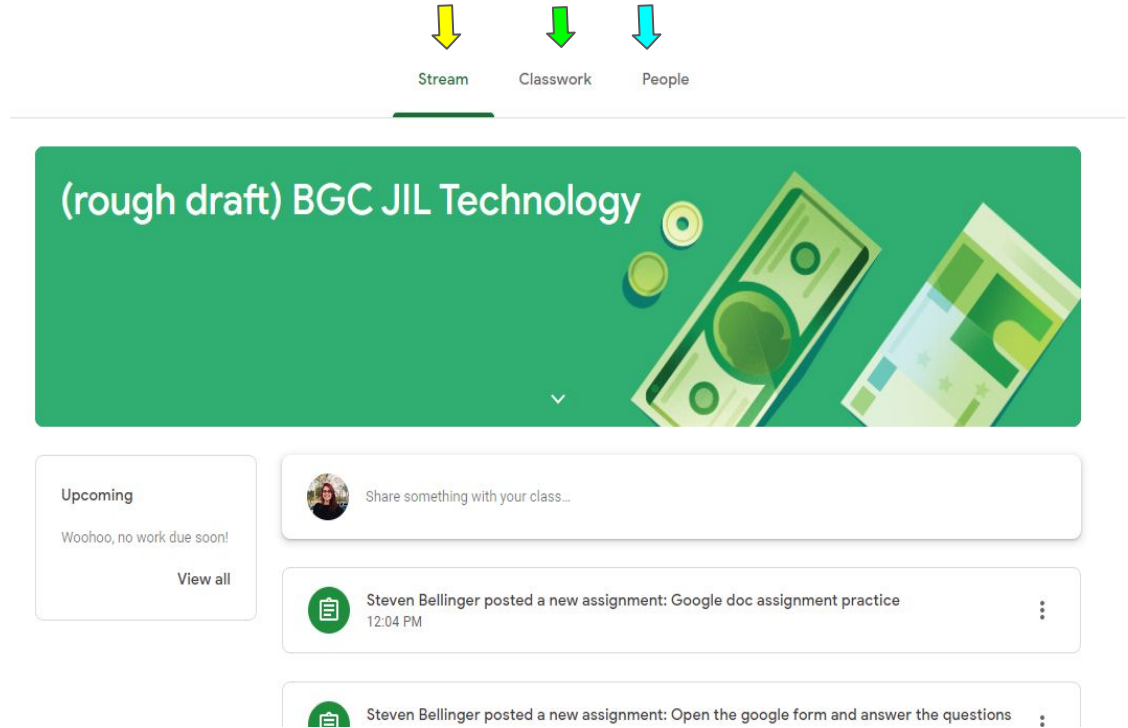 Stream Classwork People
(rough draft) BGC JIL Technology
Upcoming
Woohoo, no work due soon!
View all
Share something with your class...
Steven Bellinger posted a new assignment: Google doc assignment practice
12:04 PM
Steven Bellinger posted a new assignment: Open the google form and answer the questions